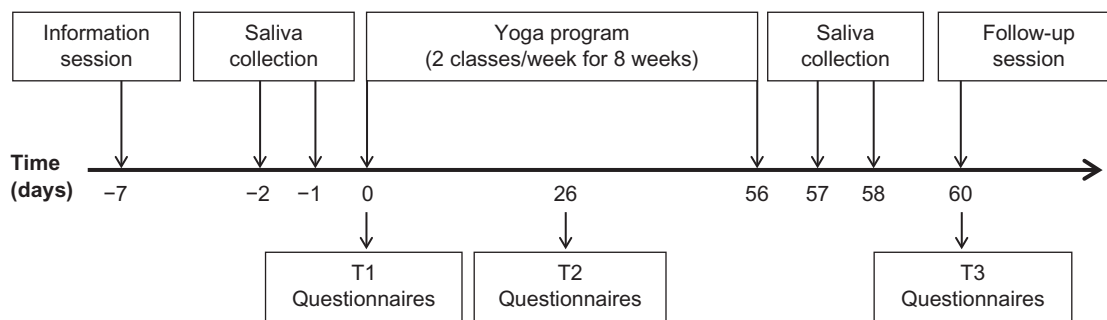 Information
session
Saliva
collection
Yoga program
(2 classes/week for 8 weeks)
Saliva
collection
Follow-up
session
Time
(days)
−7
−2
−1
0
26
56
57
58
60
T1
Questionnaires
T2
Questionnaires
T3
Questionnaires